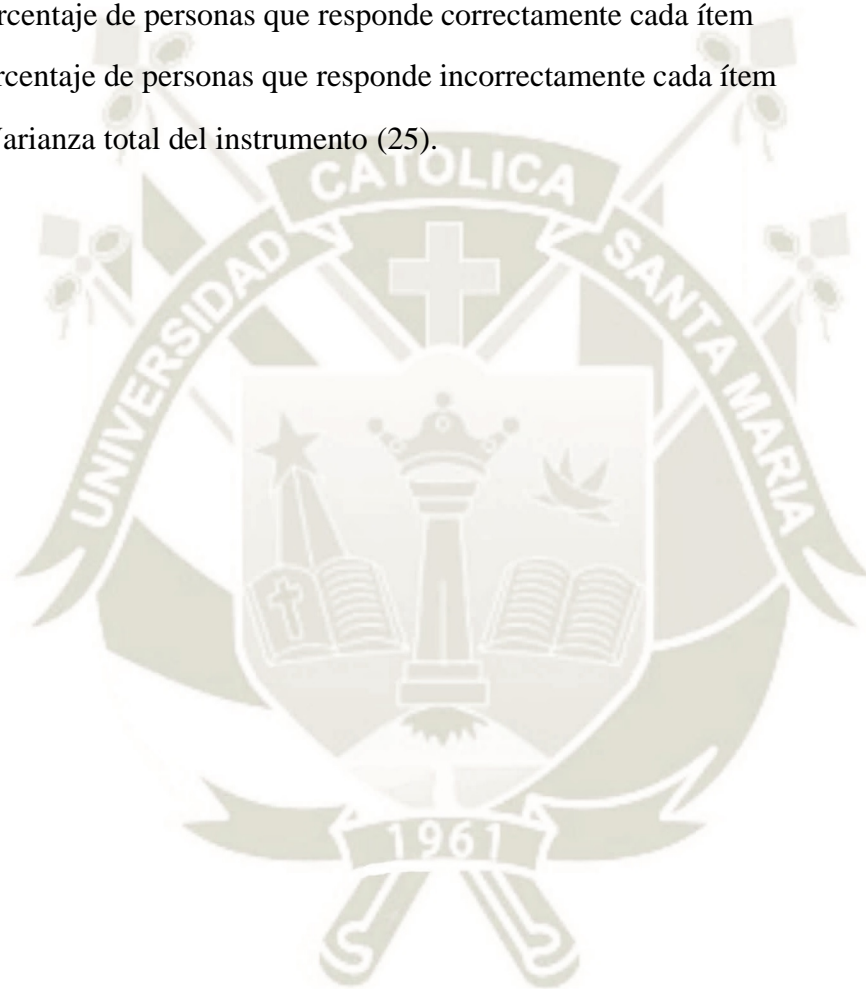 rcentaje de personas que responde correctamente cada ítem
rcentaje de personas que responde incorrectamente cada ítem
Varianza total del instrumento (25).
UNIVERSIDAD CATOLICA SANTA MARIA
1961